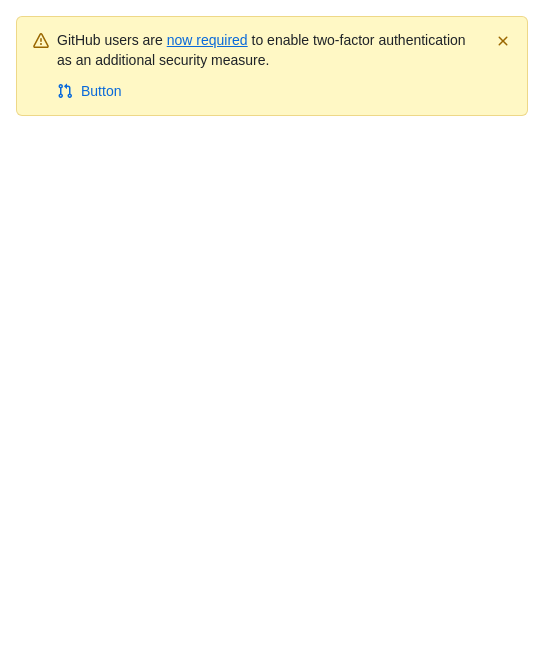 GitHub users are now required to enable two-factor authentication
as an additional security measure.
Button